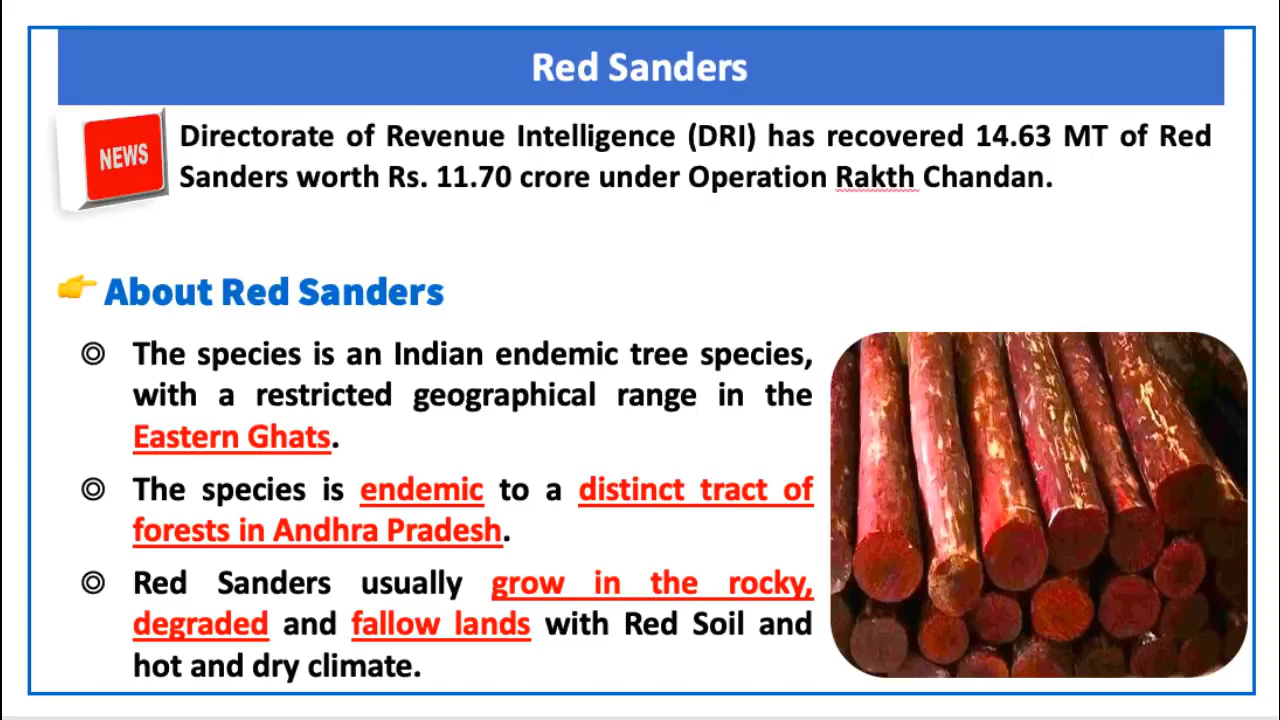 Red Sanders
NEWS
Directorate of Revenue Intelligence (DRI) has recovered 14.63 MT of Red
Sanders worth Rs. 11.70 crore under Operation Rakth Chandan.
About Red Sanders
The species is an Indian endemic tree species,
with a restricted geographical range in the
Eastern Ghats.
The species is endemic to a distinct tract of
forests in Andhra Pradesh.
Red Sanders usually grow in the rocky,
degraded and fallow lands with Red Soil and
hot and dry climate.